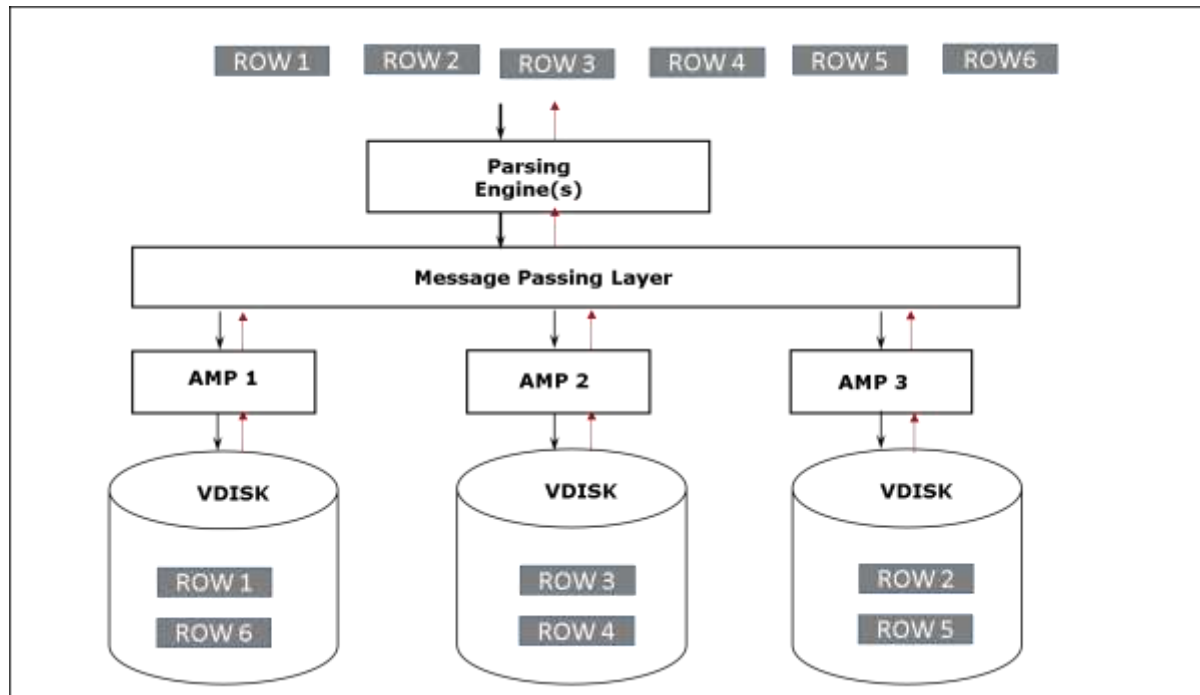 ROW 1 ROW 2 ROW 3 ROW 4 ROW 5 ROW6
Parsing
Engine(s)
Message Passing Layer
AMP 1 AMP 2 AMP 3
VDISK VDISK VDISK
ROW 1 ROW 3 ROW 2
ROW 6 ROW 4 ROW 5